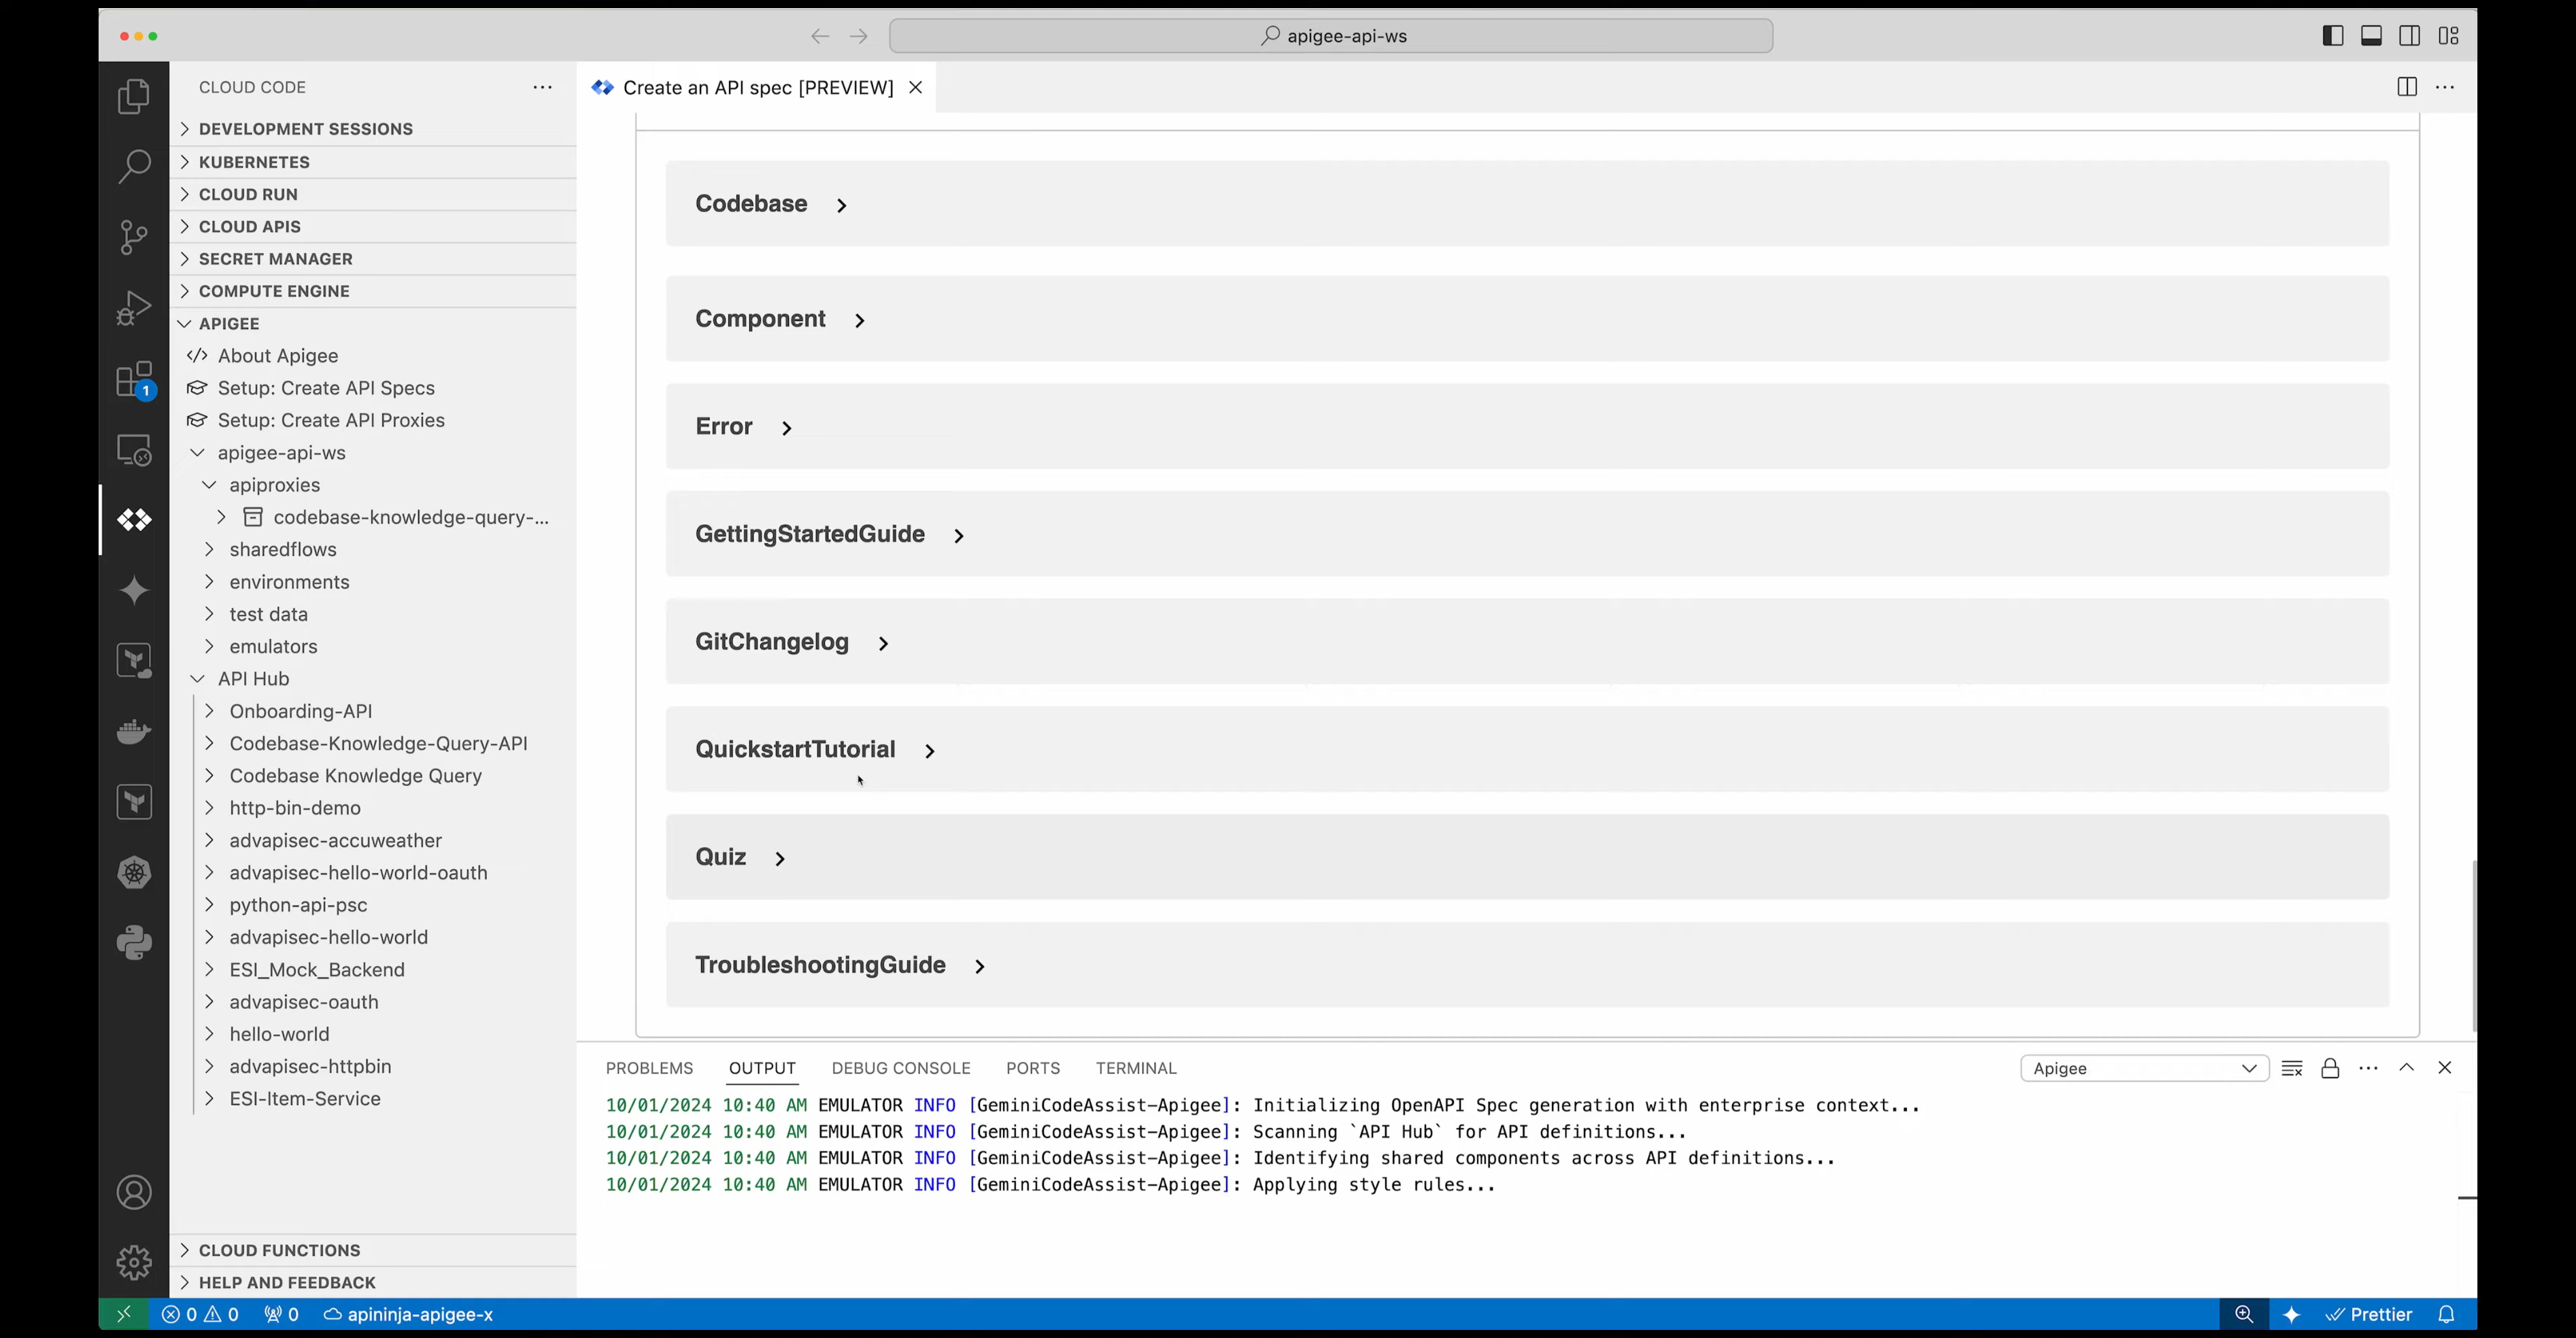 apigee-api-ws
CLOUD CODE
DEVELOPMENT SESSIONS
KUBERNETES
CLOUD RUN
CLOUD APIS
SECRET MANAGER
COMPUTE ENGINE
APIGEE
About Apigee
Setup: Create API Specs
Setup: Create API Proxies
apigee-api-ws
apiproxies
codebase-knowledge-query-...
sharedflows
environments
test data
emulators
API Hub
Onboarding-API
Codebase-Knowledge-Query-API
Codebase Knowledge Query
http-bin-demo
advapisec-accuweather
advapisec-hello-world-oauth
python-api-psc
advapisec-hello-world
ESI_Mock_Backend
advapisec-oauth
hello-world
advapisec-httpbin
ESI-Item-Service
CLOUD FUNCTIONS
HELP AND FEEDBACK
1
Create an API spec [PREVIEW]
Codebase
Component
Error
GettingStartedGuide
GitChangelog
QuickstartTutorial
Quiz
TroubleshootingGuide
PROBLEMS OUTPUT DEBUG CONSOLE PORTS TERMINAL Apigee
10/01/2024 10:40 AM EMULATOR INFO [GeminiCodeAssist-Apigee]: Initializing OpenAPI Spec generation with enterprise context...
10/01/2024 10:40 AM EMULATOR INFO [GeminiCodeAssist-Apigee]: Scanning `API Hub` for API definitions...
10/01/2024 10:40 AM EMULATOR INFO [GeminiCodeAssist-Apigee]: Identifying shared components across API definitions...
10/01/2024 10:40 AM EMULATOR INFO [GeminiCodeAssist-Apigee]: Applying style rules...
0 0 0 apininja-apigee-x Prettier